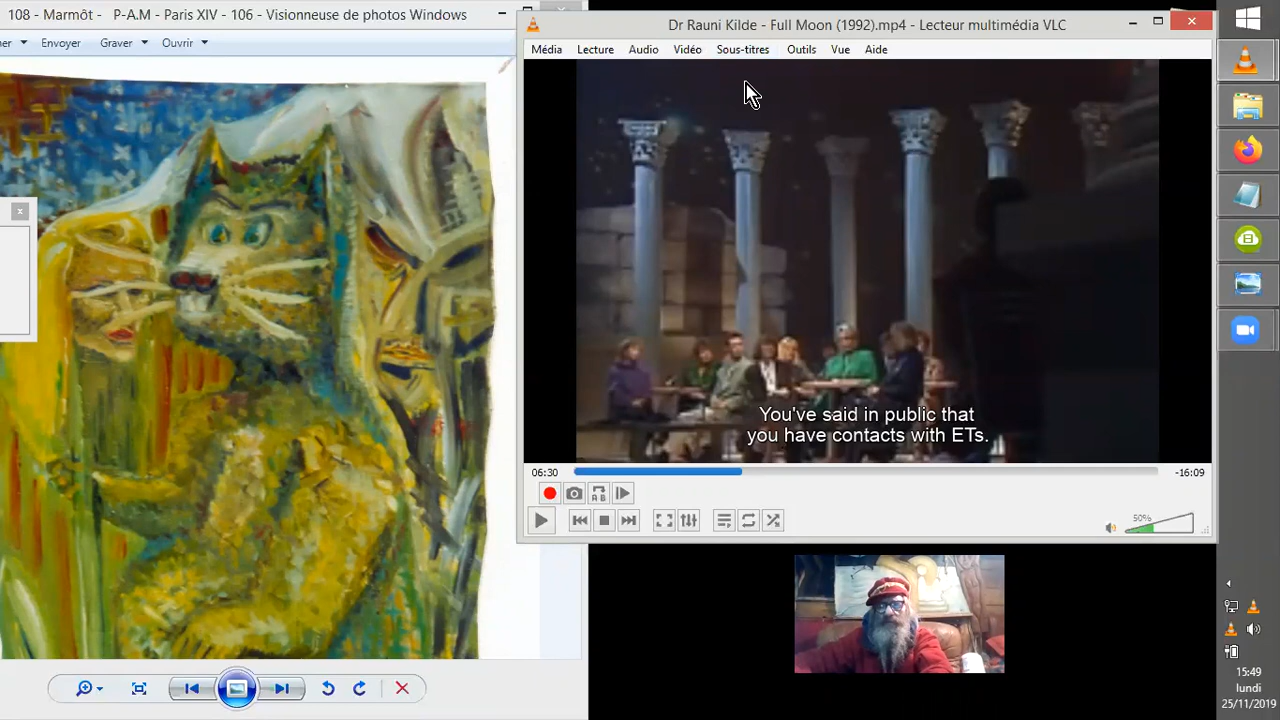 108 - Marmôt -    P-A.M - Paris XIV - 106 - Visionneuse de photos Windows
Envoyer Graver Ouvrir
Dr Rauni Kilde - Full Moon (1992).mp4 - Lecteur multimédia VLC
Média Lecture Audio Vidéo Sous-titres Outils Vue Aide
You've said in public that
you have contacts with ETs.
06:30 -16:09
50%
15:49
lundi
25/11/2019